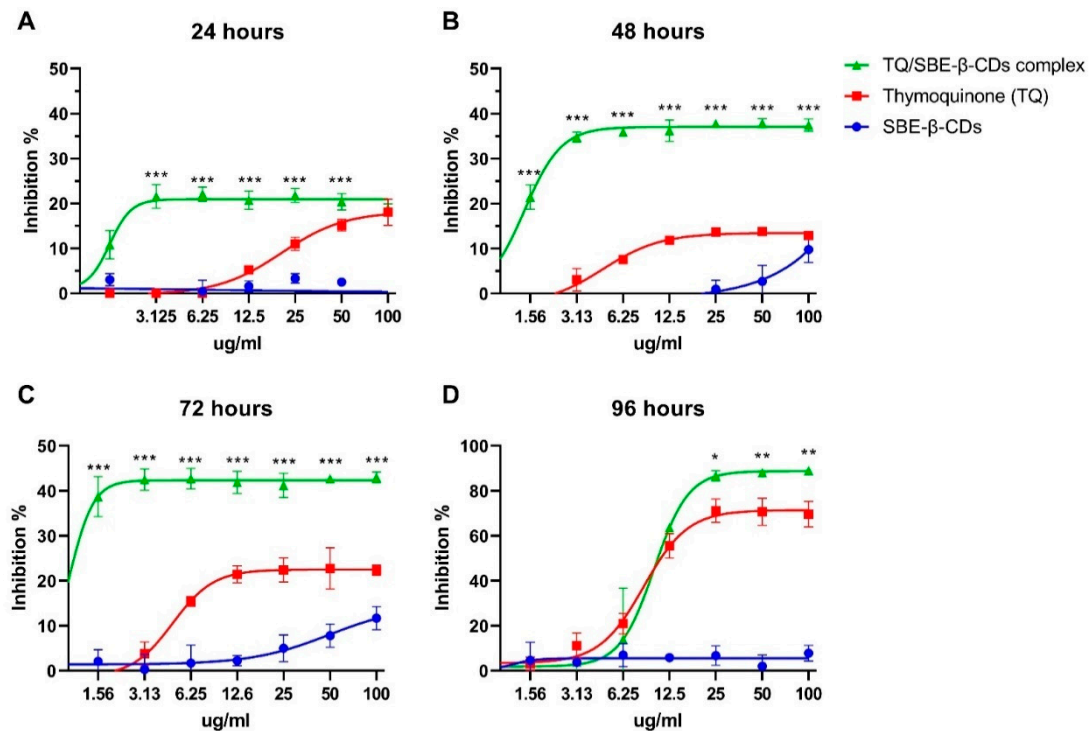 A
24 hours
50
40
30
20
10
0
Inhibition %
*** *** *** *** ***
3.125 6.25 12.5 25 50 100
ug/ml
B
48 hours
50
40
30
20
10
0
Inhibition %
*** *** *** *** *** *** ***
1.56 3.13 6.25 12.5 25 50 100
ug/ml
TQ/SBE-β-CDs complex
Thymoquinone (TQ)
SBE-β-CDs
C
72 hours
50
40
30
20
10
0
Inhibition %
*** *** *** *** *** *** ***
1.56 3.13 6.25 12.6 25 50 100
ug/ml
D
96 hours
100
80
60
40
20
0
Inhibition %
* ** **
1.56 3.13 6.25 12.5 25 50 100
ug/ml